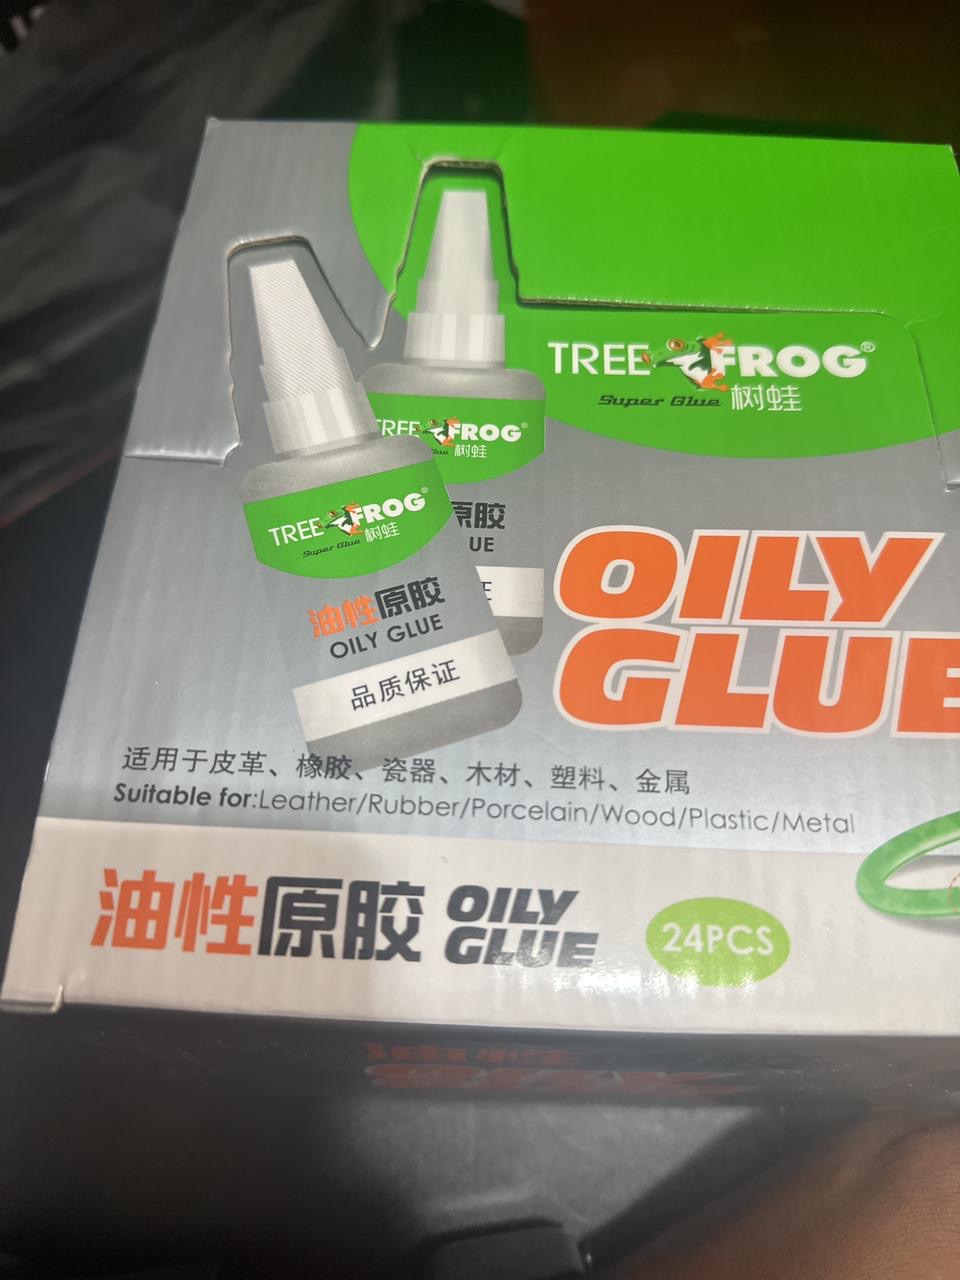 TREE FROG®
Super Glue 树蛙
TREE FROG®
Glue 树蛙
原胶
UE
TREE FROG®
Super Glue 树蛙
油性原胶
OILY GLUE
品质保证
OILY
GLUE
适用于皮革、橡胶、瓷器、木材、塑料、金属
Suitable for:Leather/Rubber/Porcelain/Wood/Plastic/Metal
油性原胶 OILY GLUE
24PCS